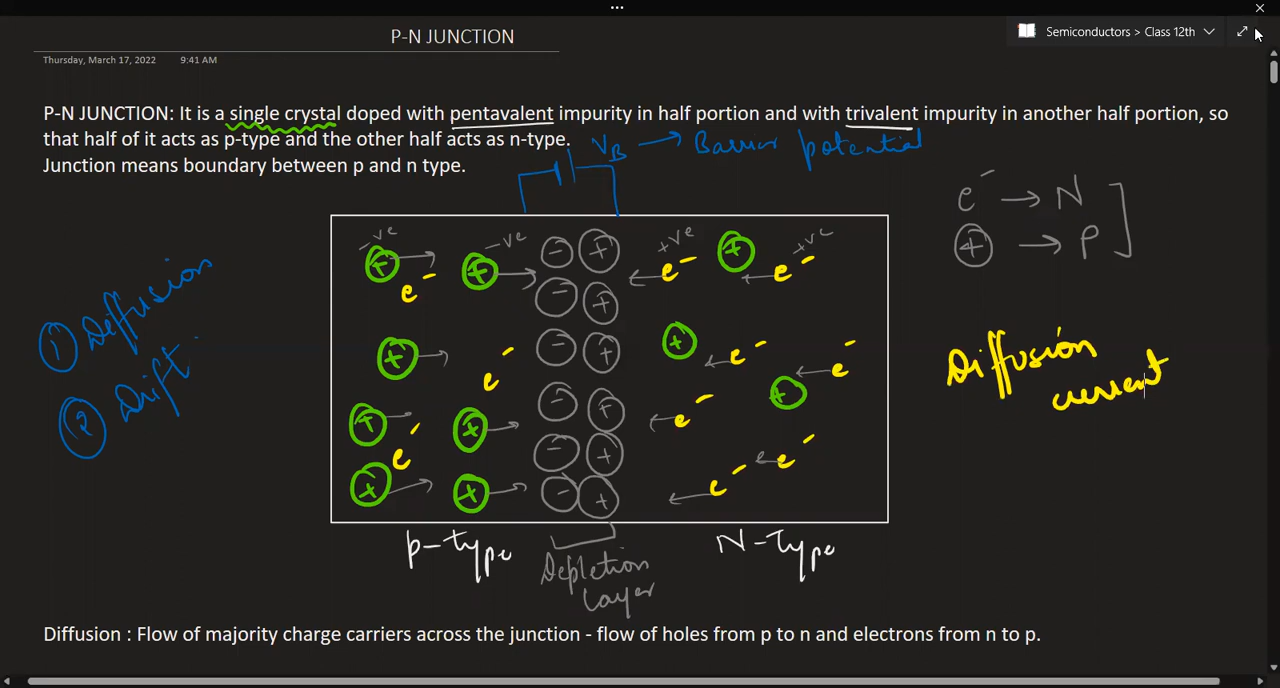 Semiconductors > Class 12th
P-N JUNCTION
Thursday, March 17, 2022 9:41 AM
P-N JUNCTION: It is a single crystal doped with pentavalent impurity in half portion and with trivalent impurity in another half portion, so
that half of it acts as p-type and the other half acts as n-type.
Junction means boundary between p and n type.
VB → Barrier potential
e⁻ → N
+ → P
① Diffusion
② Drift
-ve -ve - + +ve +ve
+ + + 
e⁻ e⁻ e⁻
- +
+ e⁻ - + + e⁻ e⁻
- + e⁻ +
+ e⁻ + - + e⁻
+ + - + e⁻
Diffusion
current
p-type N-type
Depletion
Layer
Diffusion : Flow of majority charge carriers across the junction - flow of holes from p to n and electrons from n to p.